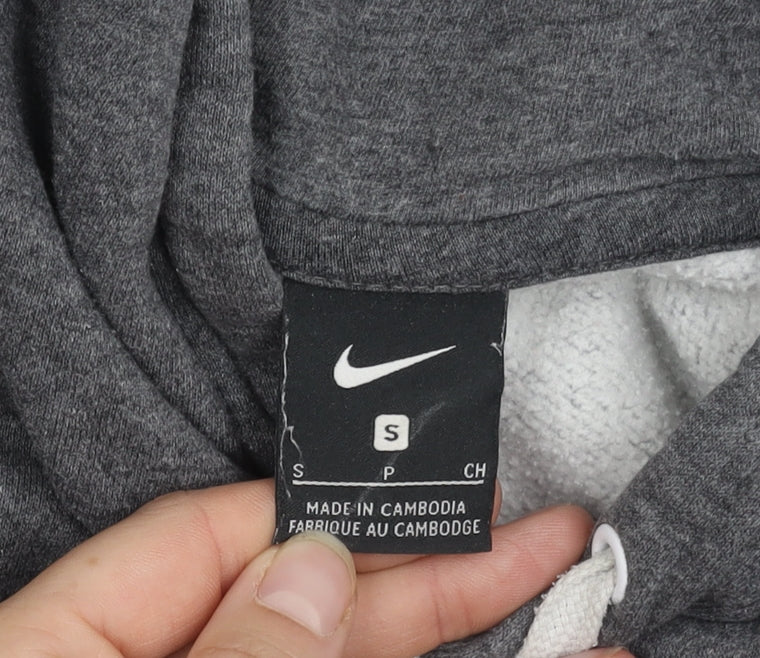 S
S P CH
MADE IN CAMBODIA
FABRIQUE AU CAMBODGE